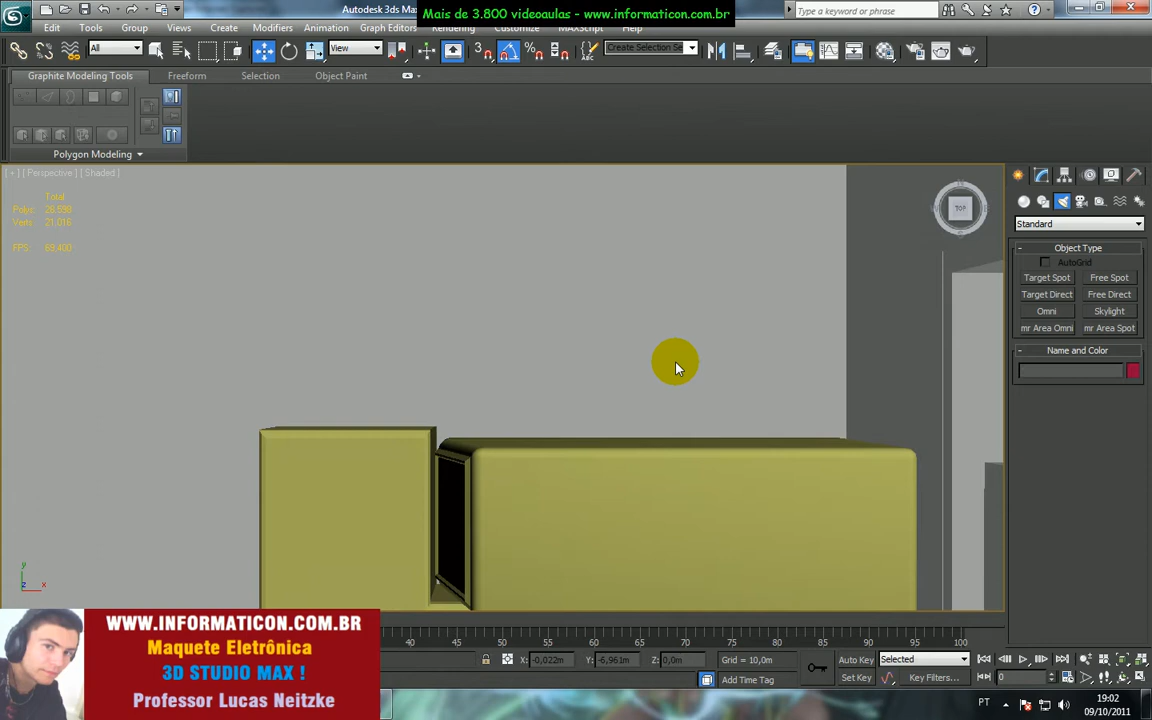 Autodesk 3ds Ma
Mais de 3.800 videoaulas - www.informaticon.com.br
Type a keyword or phrase
Edit Tools Group Views Create Modifiers Animation Graph Editors Rendering Customize MAXScript Help
All
View
Create Selection Se
Graphite Modeling Tools Freeform Selection Object Paint
Polygon Modeling
[ + ] [ Perspective ] [ Shaded ]
Total
Polys: 28.598
Verts: 21.016
FPS: 69,400
TOP
Standard
Object Type
AutoGrid
Target Spot Free Spot
Target Direct Free Direct
Omni Skylight
mr Area Omni mr Area Spot
Name and Color
y
z x
40 45 50 55 60 65 70 75 80 85 90 95 100
X: -0,022m Y: -6,961m Z: 0,0m Grid = 10,0m
Auto Key Selected
Add Time Tag Set Key Key Filters... 0
WWW.INFORMATICON.COM.BR
Maquete Eletrônica
3D STUDIO MAX !
Professor Lucas Neitzke
PT 19:02
09/10/2011